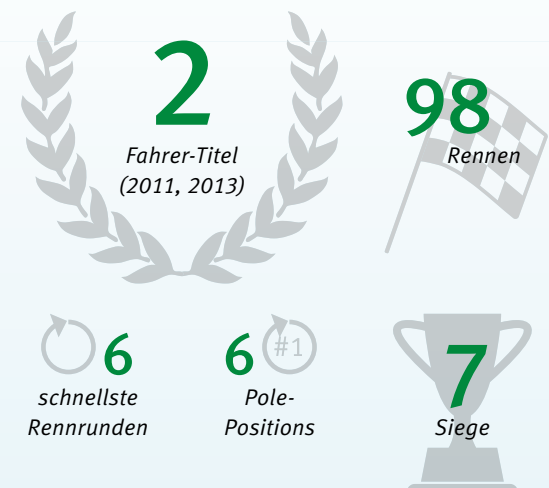 2
Fahrer-Titel
(2011, 2013)
98
Rennen
6
schnellste
Rennrunden
6 #1
Pole-
Positions
7
Siege